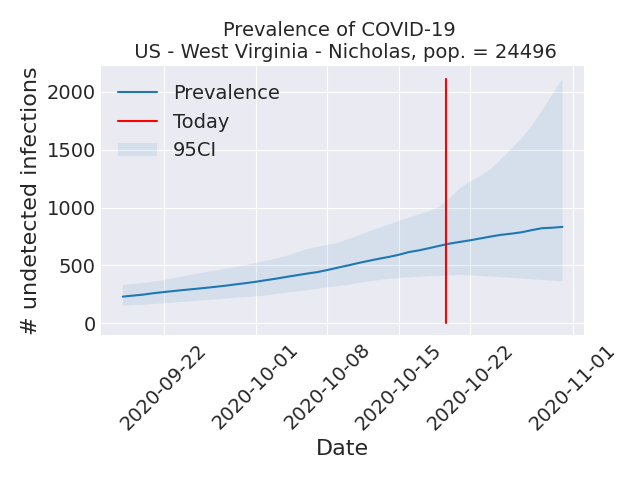 Prevalence of COVID-19
US - West Virginia - Nicholas, pop. = 24496
# undetected infections
2000
1500
1000
500
0
Prevalence
Today
95CI
2020-09-22
2020-10-01
2020-10-08
2020-10-15
2020-10-22
2020-11-01
Date